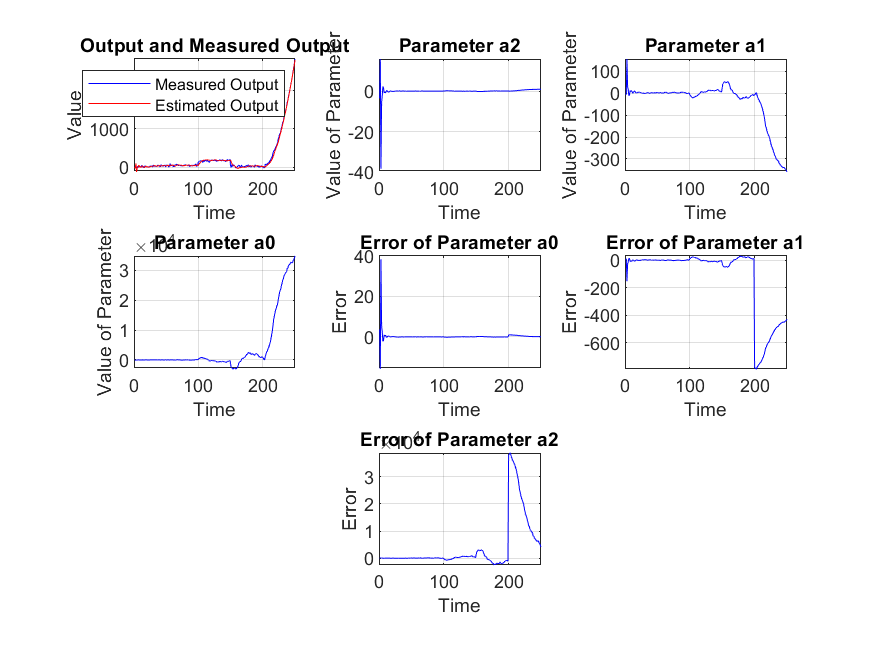 Output and Measured Output
Value
Measured Output
Estimated Output
1000
0
0 100 200
Time
Parameter a2
Value of Parameter
0
-20
-40
0 100 200
Time
Parameter a1
Value of Parameter
100
0
-100
-200
-300
0 100 200
Time
Parameter a0
×10^4
Value of Parameter
3
2
1
0
0 100 200
Time
Error of Parameter a0
Error
40
20
0
0 100 200
Time
Error of Parameter a1
Error
0
-200
-400
-600
0 100 200
Time
Error of Parameter a2
×10^4
Error
3
2
1
0
0 100 200
Time